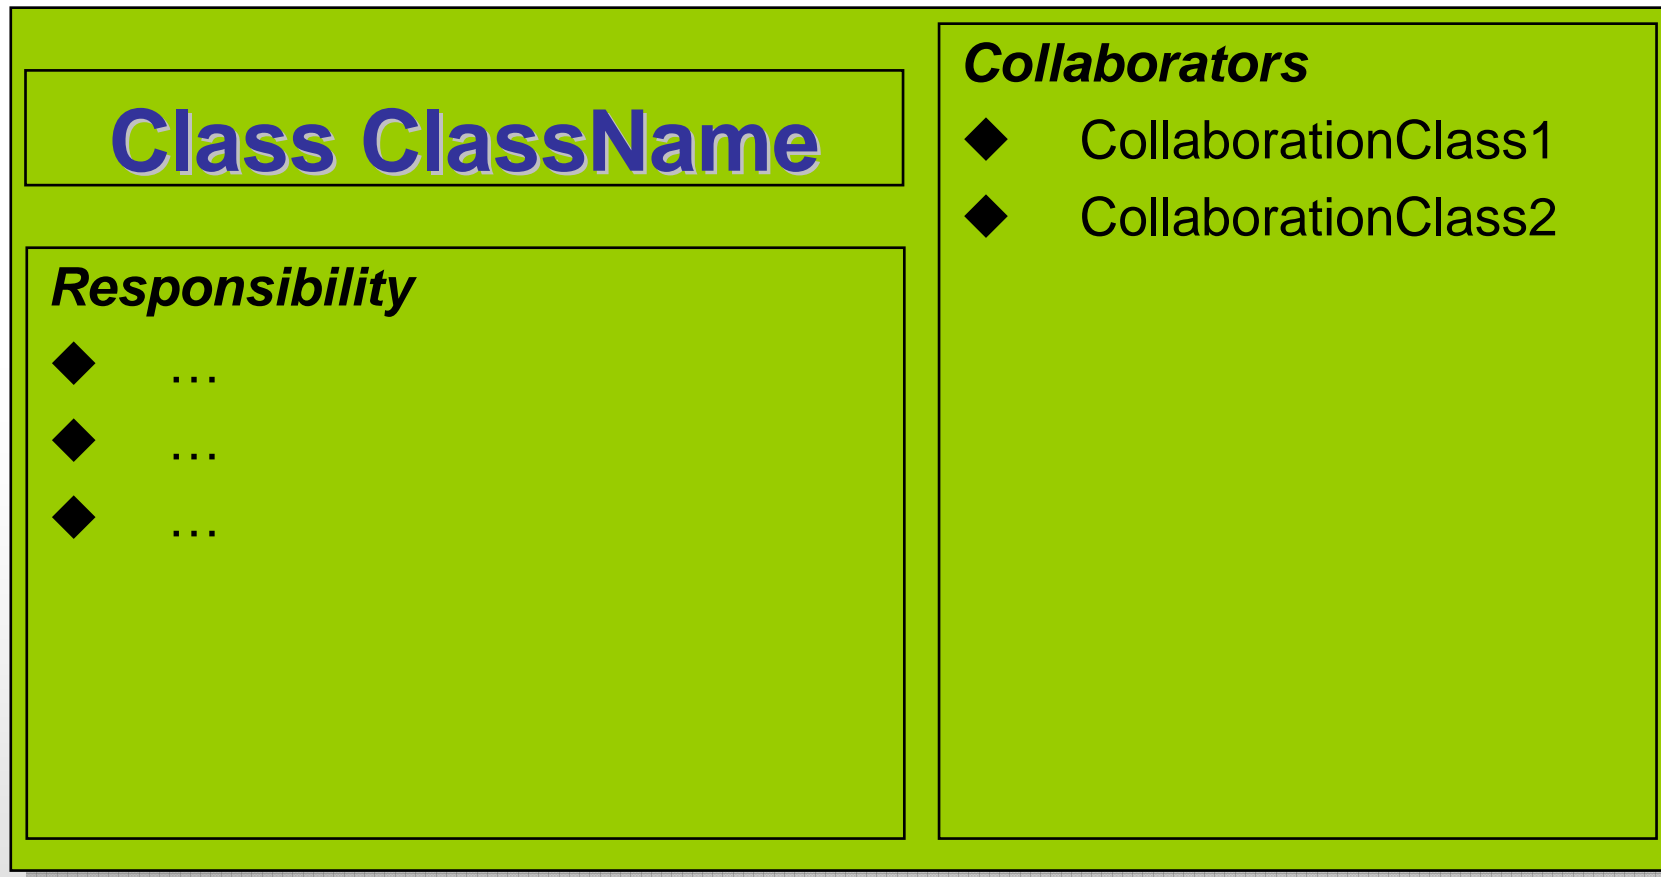 Class ClassName
Responsibility
◆ …
◆ …
◆ …
Collaborators
◆ CollaborationClass1
◆ CollaborationClass2